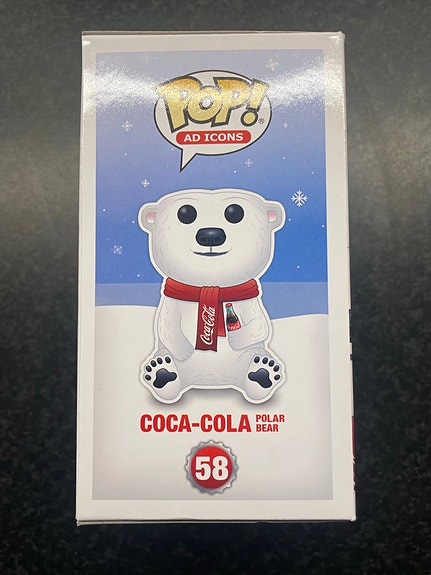 POP!
AD ICONS
Coca-Cola
COCA-COLA POLAR BEAR
58